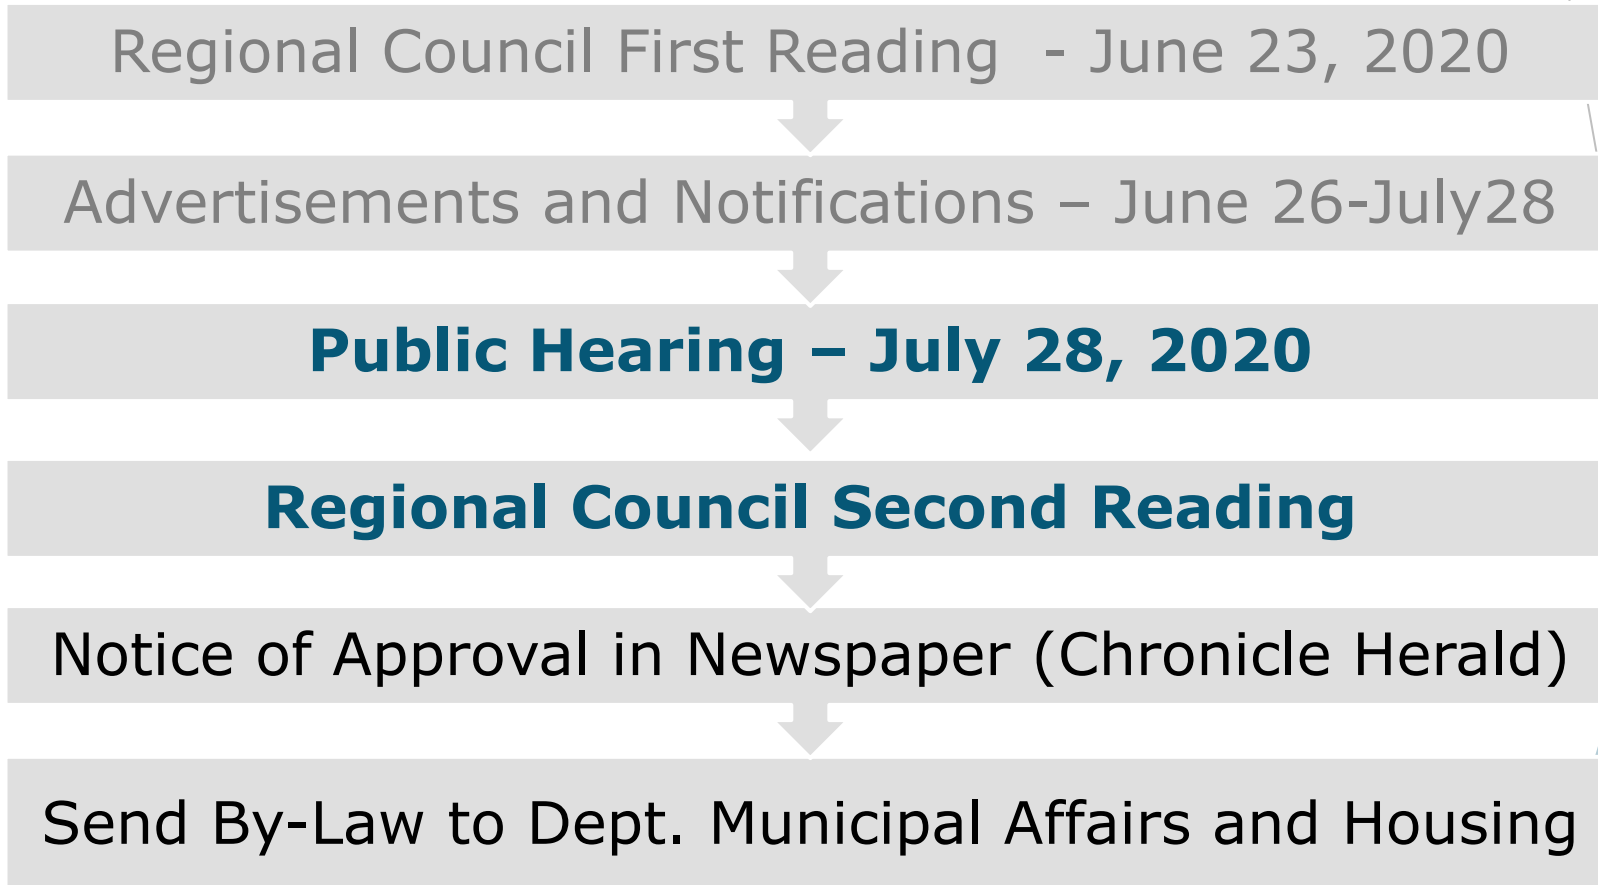 Regional Council First Reading - June 23, 2020
Advertisements and Notifications – June 26-July28
Public Hearing – July 28, 2020
Regional Council Second Reading
Notice of Approval in Newspaper (Chronicle Herald)
Send By-Law to Dept. Municipal Affairs and Housing